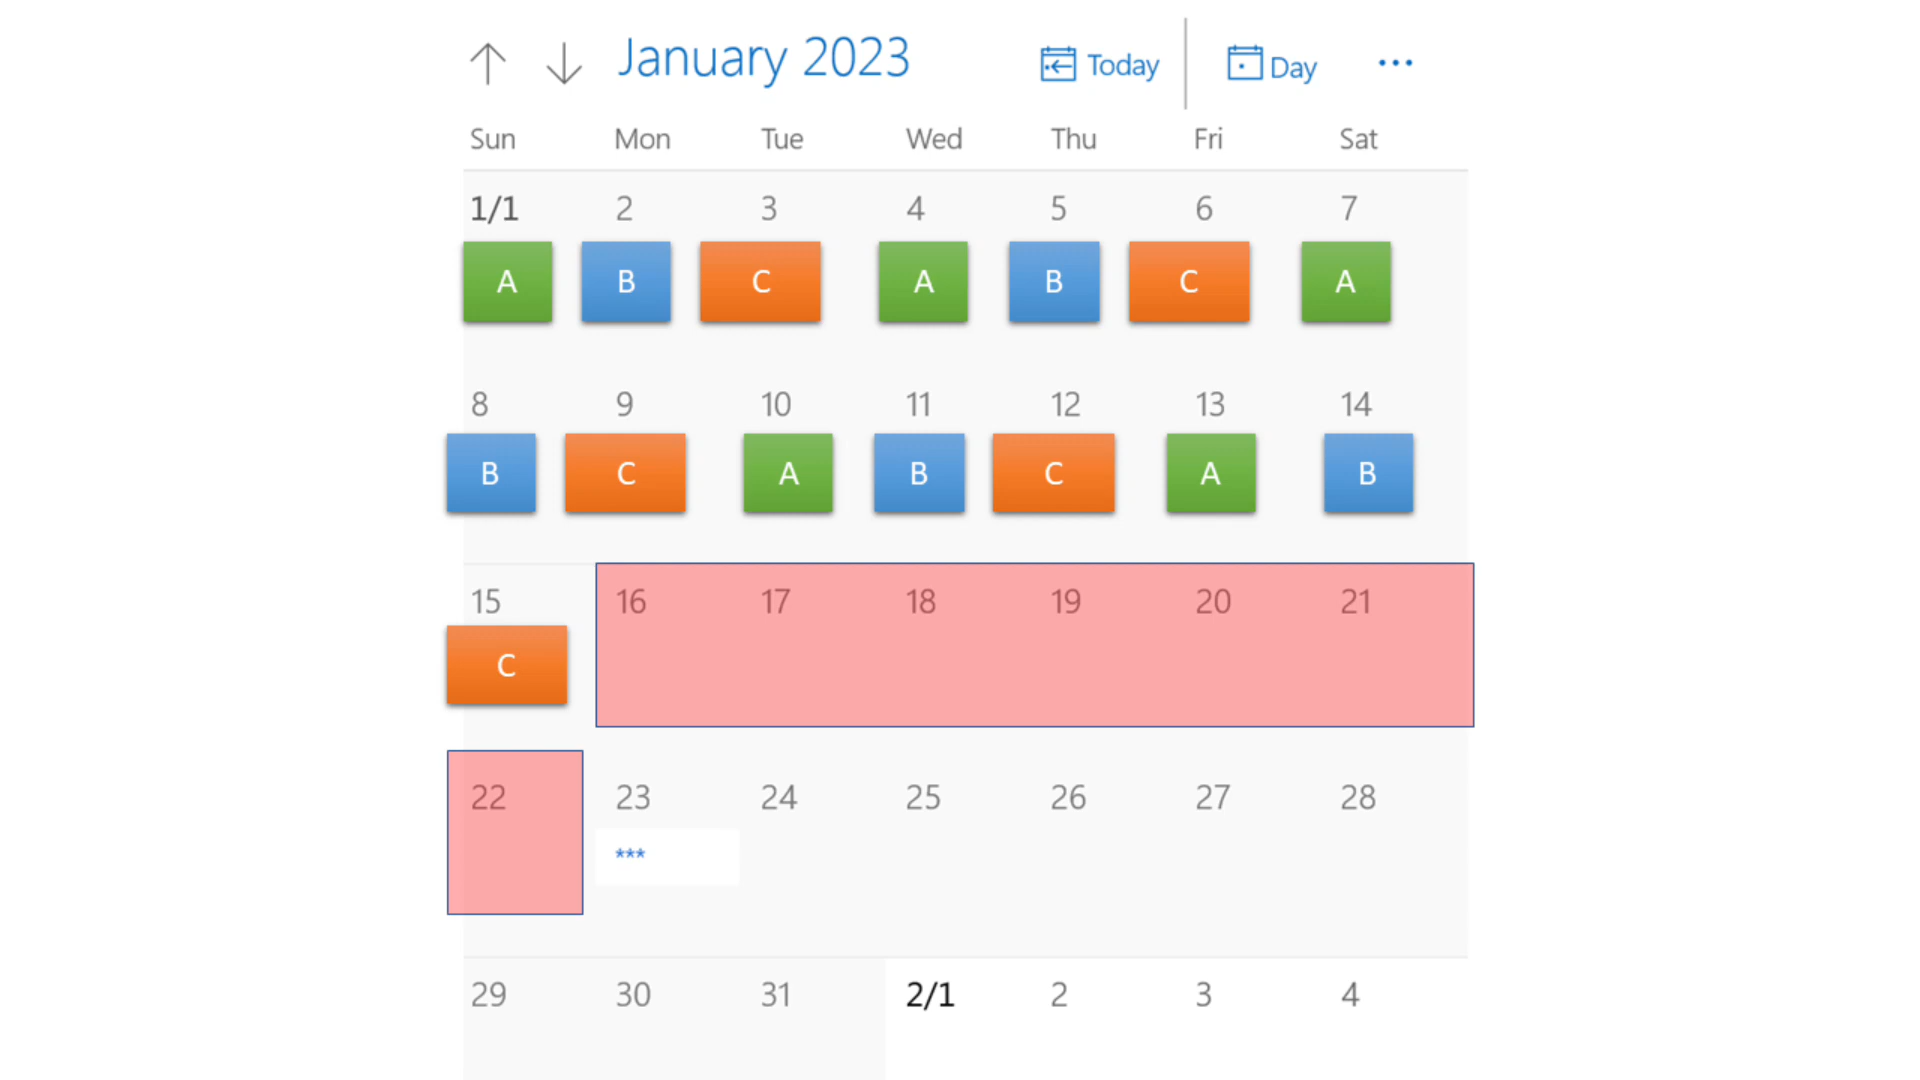 January 2023 Today Day ...
Sun Mon Tue Wed Thu Fri Sat
1/1 2 3 4 5 6 7
A B C A B C A
8 9 10 11 12 13 14
B C A B C A B
15 16 17 18 19 20 21
C
22 23 24 25 26 27 28
***
29 30 31 2/1 2 3 4